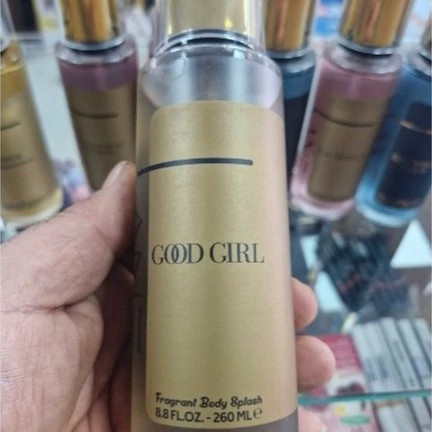 GOOD GIRL
Fragrant Body Splash
8.8 FL.OZ. - 260 ML ℮